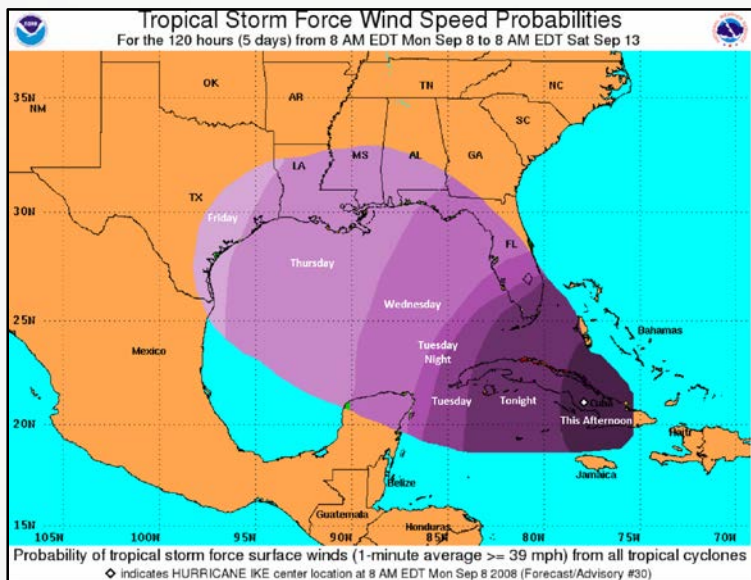 Tropical Storm Force Wind Speed Probabilities
For the 120 hours (5 days) from 8 AM EDT Mon Sep 8 to 8 AM EDT Sat Sep 13
NOAA
35N
NM
OK
AR
TN
NC
SC
MS
AL
GA
LA
TX
30N
Friday
FL
Thursday
Wednesday
25N
Bahamas
Mexico
Tuesday
Night
Tuesday
Tonight
Cuba
20N
This Afternoon
Haiti
Jamaica
Belize
Guatemala
Honduras
15N
105W
100W
95W
90W
85W
80W
75W
70W
Probability of tropical storm force surface winds (1-minute average >= 39 mph) from all tropical cyclones
indicates HURRICANE IKE center location at 8 AM EDT Mon Sep 8 2008 (Forecast/Advisory #30)